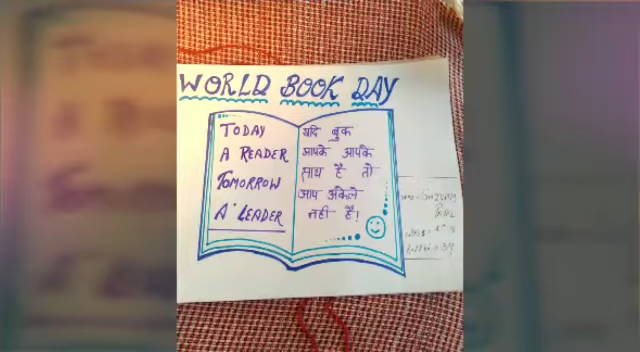 WORLD BOOK DAY
TODAY
A READER
TOMORROW
A LEADER
यदि बुक
आपके आपके
साथ है तो
आप अकेले
नही है!